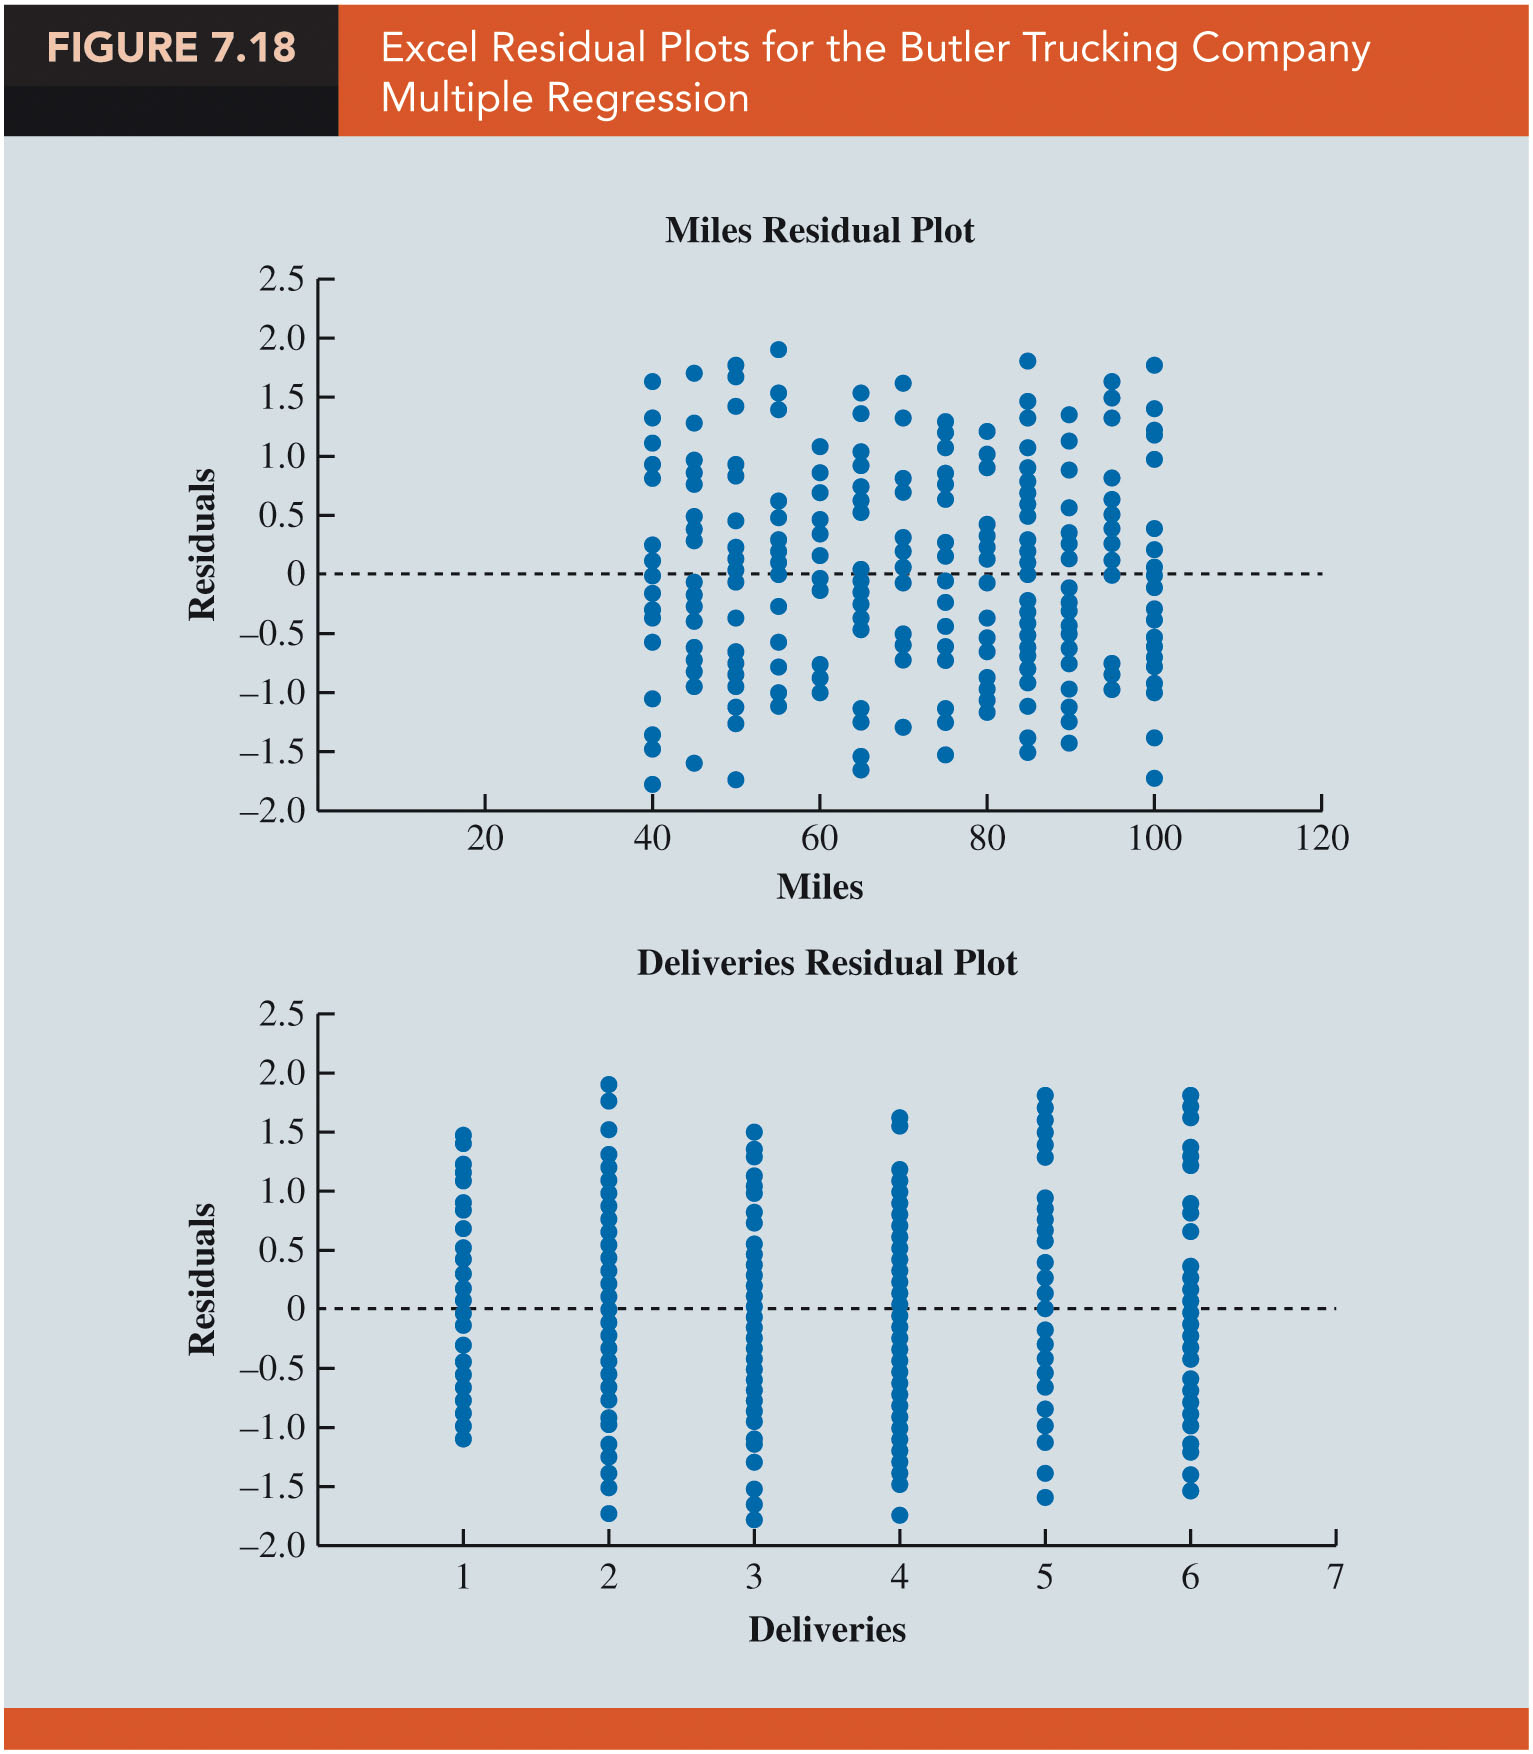 FIGURE 7.18
Excel Residual Plots for the Butler Trucking Company
Multiple Regression
Miles Residual Plot
2.5
2.0
1.5
1.0
0.5
0
–0.5
–1.0
–1.5
–2.0
Residuals
20 40 60 80 100 120
Miles
Deliveries Residual Plot
2.5
2.0
1.5
1.0
0.5
0
–0.5
–1.0
–1.5
–2.0
Residuals
1 2 3 4 5 6 7
Deliveries